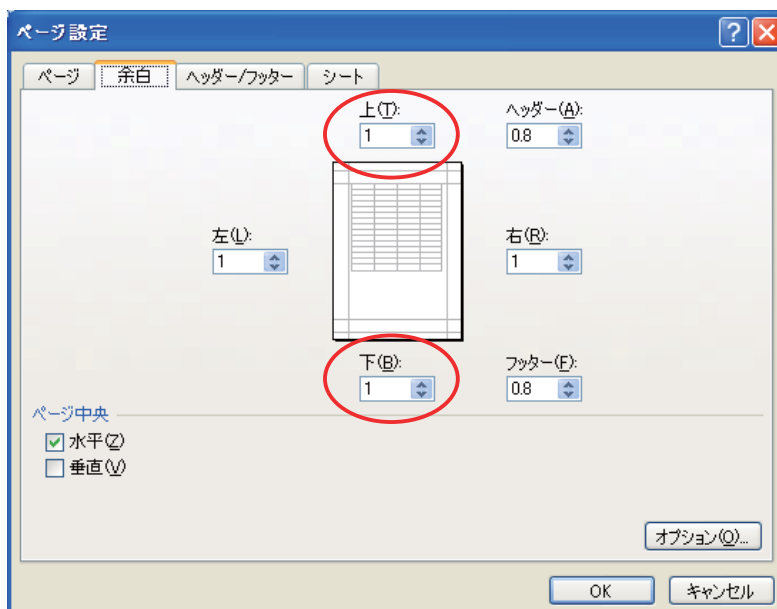 ページ設定
ページ 余白 ヘッダー/フッター シート
上(T): ヘッダー(A):
1 0.8
左(L): 右(R):
1 1
下(B): フッター(F):
1 0.8
ページ中央
水平(Z)
垂直(V)
オプション(O)...
OK キャンセル